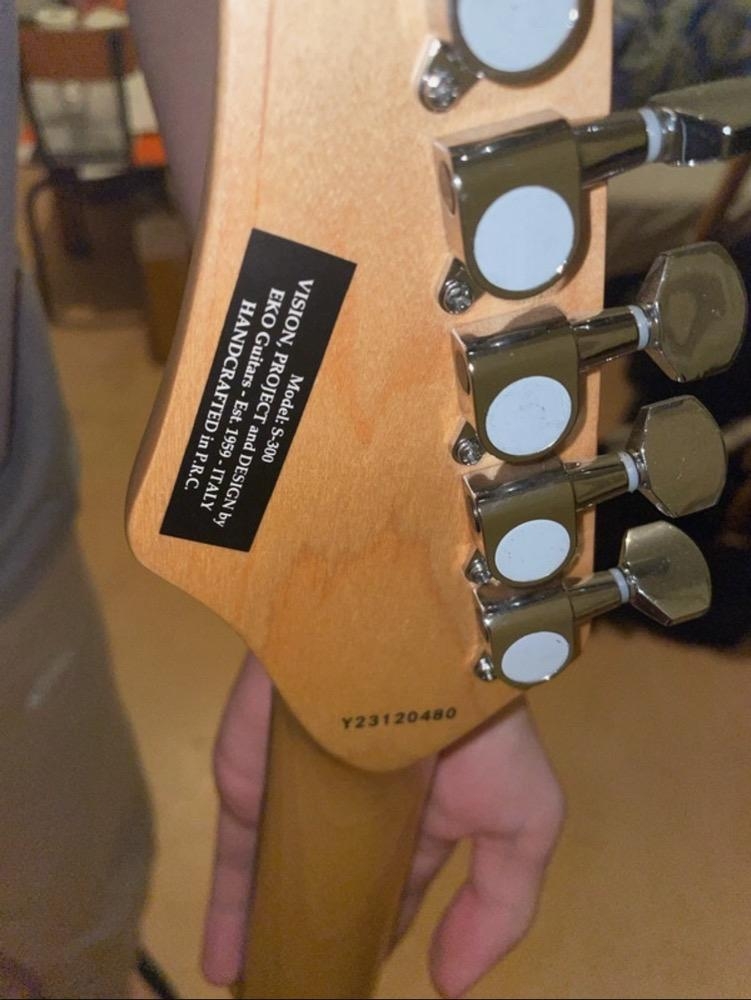 Model: S-300
VISION, PROJECT and DESIGN by
EKO Guitars - Est. 1959 - ITALY
HANDCRAFTED in P.R.C.
Y23120480